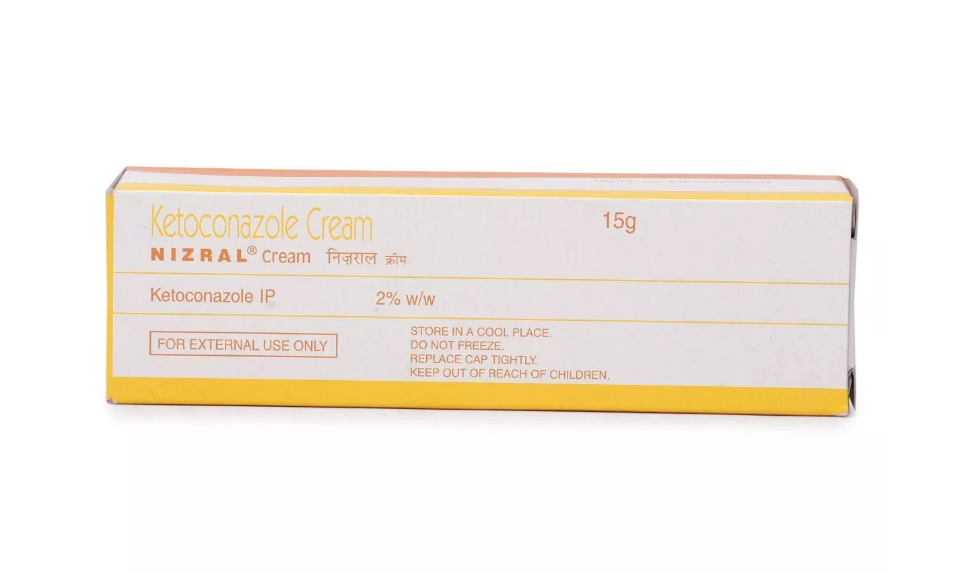 Ketoconazole Cream 15g
NIZRAL® Cream निज़राल क्रीम
Ketoconazole IP 2% w/w
FOR EXTERNAL USE ONLY
STORE IN A COOL PLACE.
DO NOT FREEZE.
REPLACE CAP TIGHTLY.
KEEP OUT OF REACH OF CHILDREN.